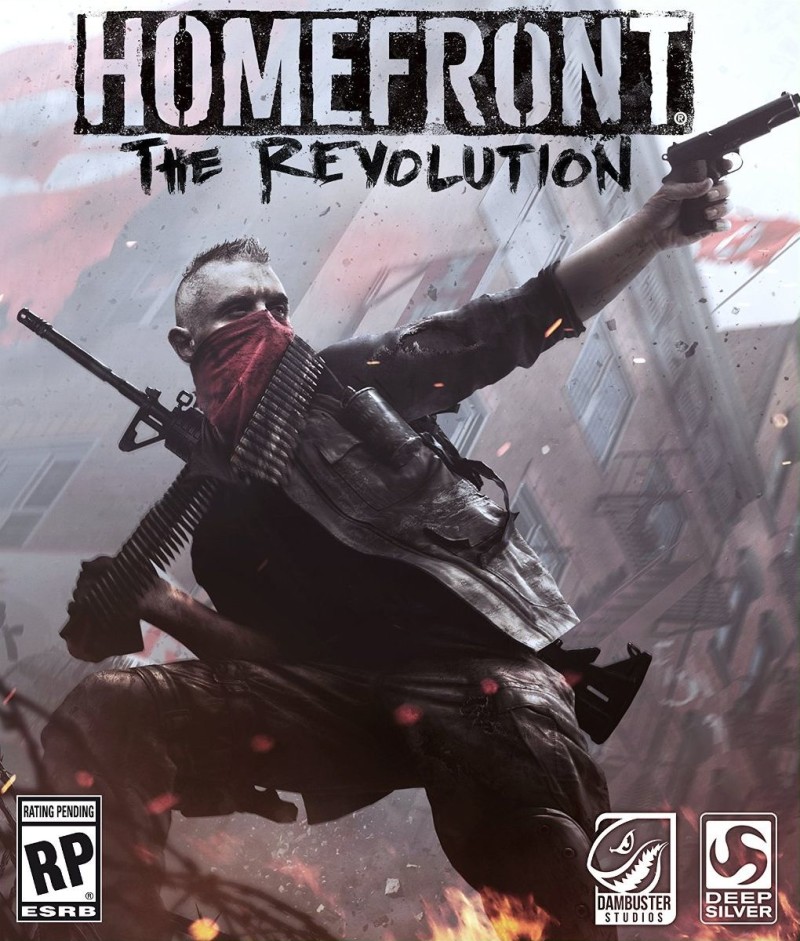 HOMEFRONT®
THE REVOLUTION
RATING PENDING
RP®
ESRB
DAMBUSTER
STUDIOS
DEEP
SILVER